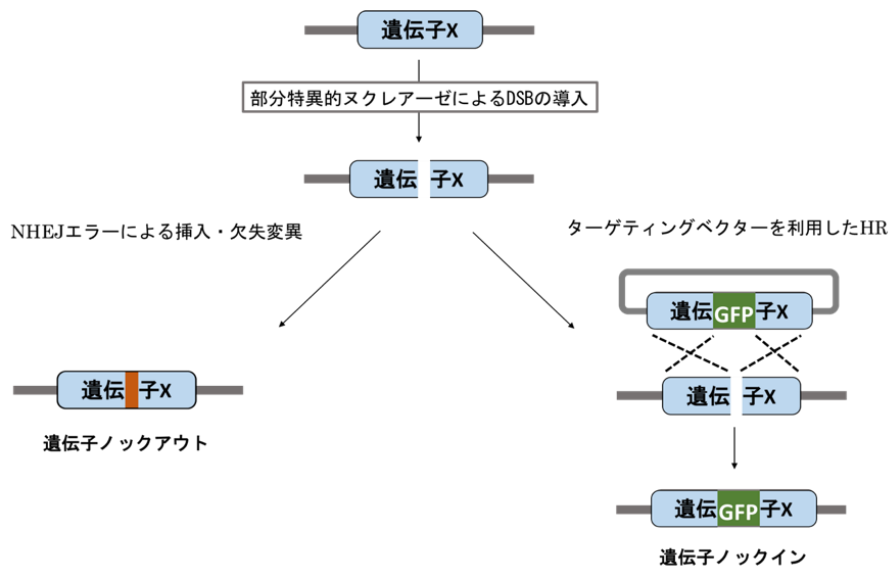 遺伝子X
部分特異的ヌクレアーゼによるDSBの導入
遺伝 子X
NHEJエラーによる挿入・欠失変異
ターゲティングベクターを利用したHR
遺伝GFP子X
遺伝 子X
遺伝 子X
遺伝子ノックアウト
遺伝GFP子X
遺伝子ノックイン